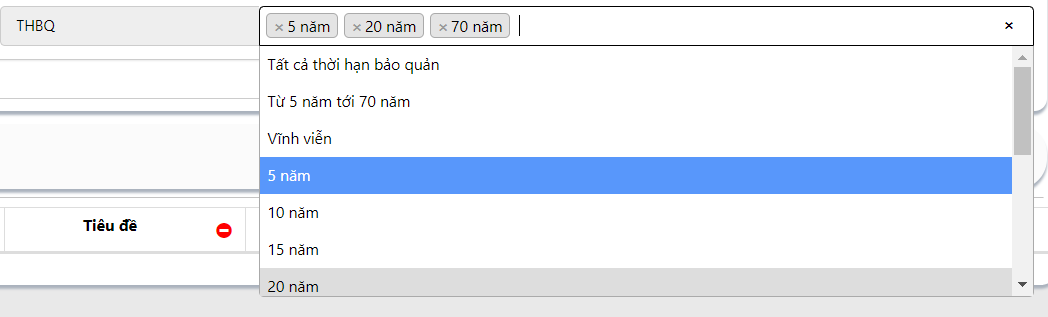 THBQ
× 5 năm × 20 năm × 70 năm ×
Tất cả thời hạn bảo quản
Từ 5 năm tới 70 năm
Vĩnh viễn
5 năm
10 năm
15 năm
20 năm
Tiêu đề